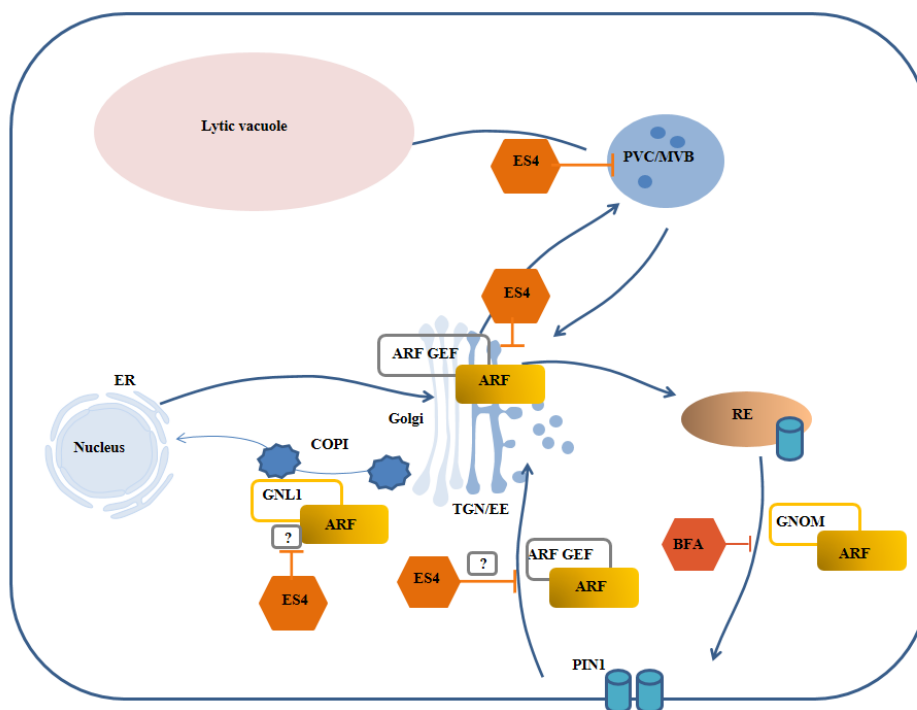 Lytic vacuole
PVC/MVB
ES4
ES4
ARF GEF
ARF
ER
Golgi
RE
Nucleus
COPI
TGN/EE
GNL1
ARF
?
ES4
ES4
?
ARF GEF
ARF
BFA
GNOM
ARF
PIN1